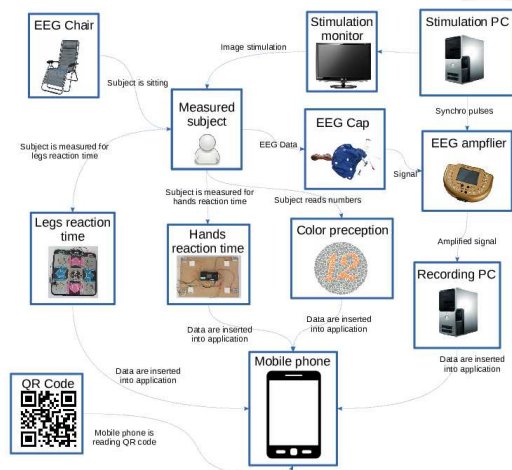 EEG Chair
Stimulation
monitor
Stimulation PC
Image stimulation
Subject is sitting
Measured
subject
EEG Cap
Synchro pulses
EEG ampflier
EEG Data
Signal
Subject is measured for
legs reaction time
Subject is measured for
hands reaction time
Subject reads numbers
Legs reaction
time
Hands
reaction time
Color preception
12
Amplified signal
Recording PC
Data are inserted
into application
Data are inserted
into application
Data are inserted
into application
Data are inserted
into application
Mobile phone
QR Code
Mobile phone is
reading QR code